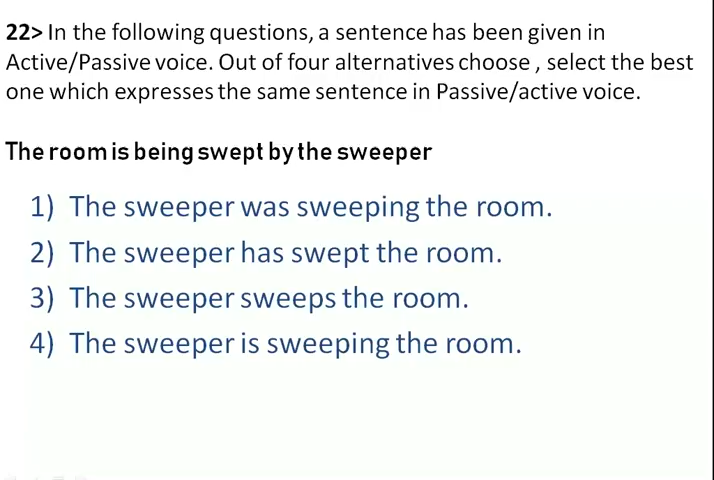 22> In the following questions, a sentence has been given in
Active/Passive voice. Out of four alternatives choose , select the best
one which expresses the same sentence in Passive/active voice.
The room is being swept by the sweeper
1) The sweeper was sweeping the room.
2) The sweeper has swept the room.
3) The sweeper sweeps the room.
4) The sweeper is sweeping the room.